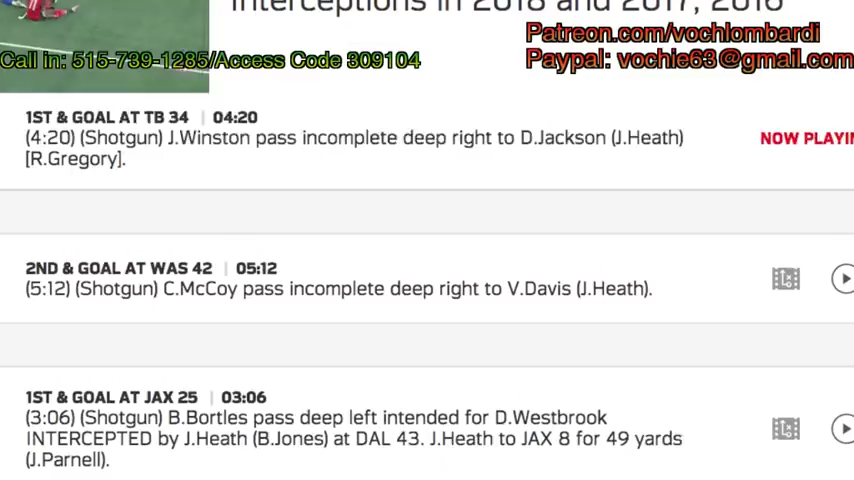 Interceptions in 2018 and 2017, 2016
Patreon.com/vochlombardi
Call in: 515-739-1285/Access Code 309104
Paypal: vochie63@gmail.com
1ST & GOAL AT TB 34 | 04:20
(4:20) (Shotgun) J.Winston pass incomplete deep right to D.Jackson (J.Heath)
[R.Gregory].
NOW PLAYIN
2ND & GOAL AT WAS 42 | 05:12
(5:12) (Shotgun) C.McCoy pass incomplete deep right to V.Davis (J.Heath).
1ST & GOAL AT JAX 25 | 03:06
(3:06) (Shotgun) B.Bortles pass deep left intended for D.Westbrook
INTERCEPTED by J.Heath (B.Jones) at DAL 43. J.Heath to JAX 8 for 49 yards
(J.Parnell).